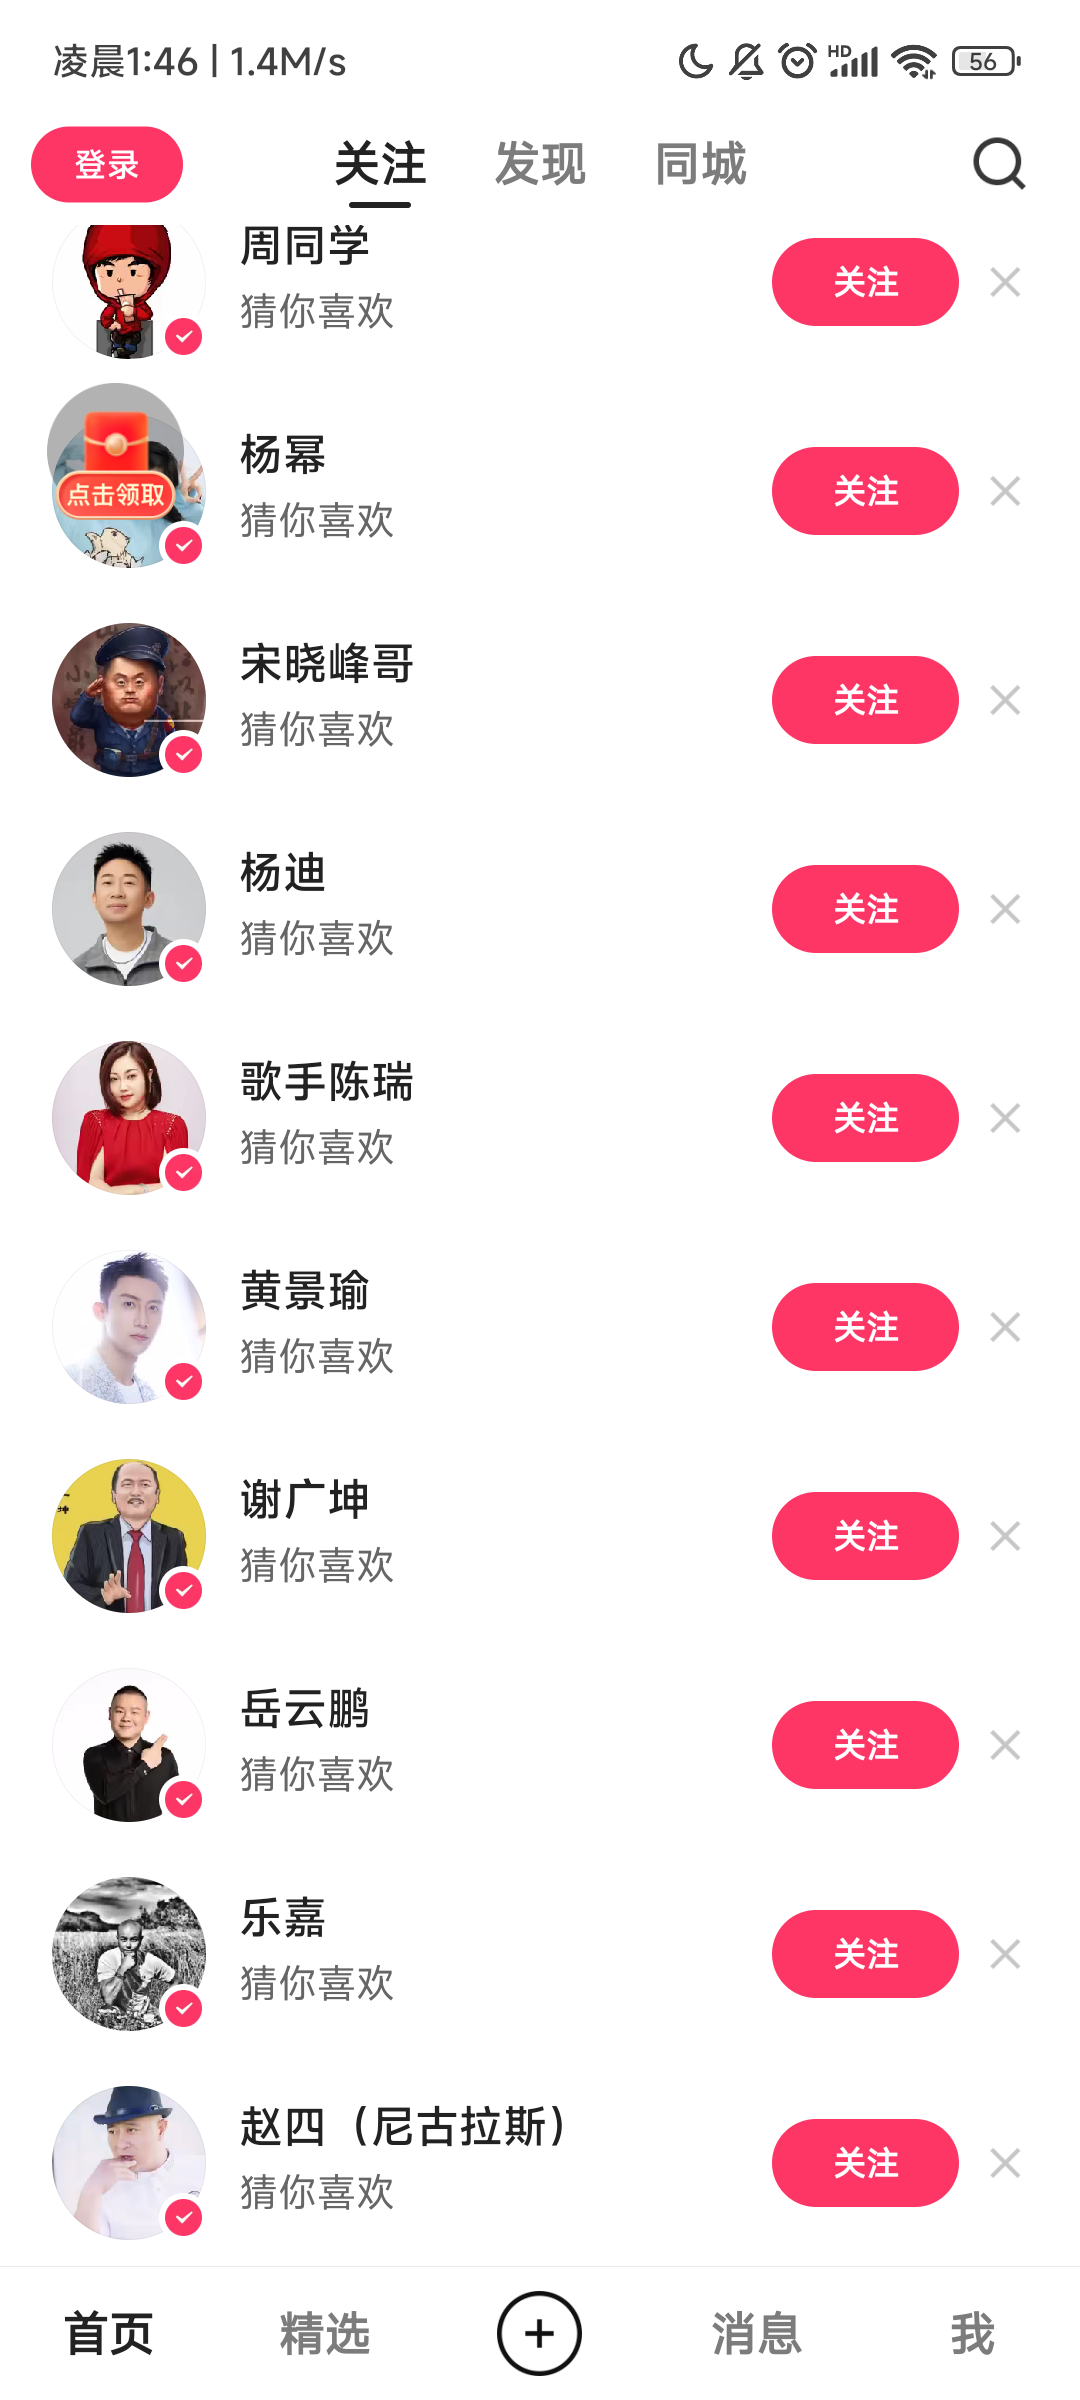 凌晨1:46 | 1.4M/s
HD
56
登录
关注 发现 同城
周同学
猜你喜欢
关注
点击领取
杨幂
猜你喜欢
关注
宋晓峰哥
猜你喜欢
关注
杨迪
猜你喜欢
关注
歌手陈瑞
猜你喜欢
关注
黄景瑜
猜你喜欢
关注
谢广坤
猜你喜欢
关注
岳云鹏
猜你喜欢
关注
乐嘉
猜你喜欢
关注
赵四（尼古拉斯）
猜你喜欢
关注
首页 精选 消息 我